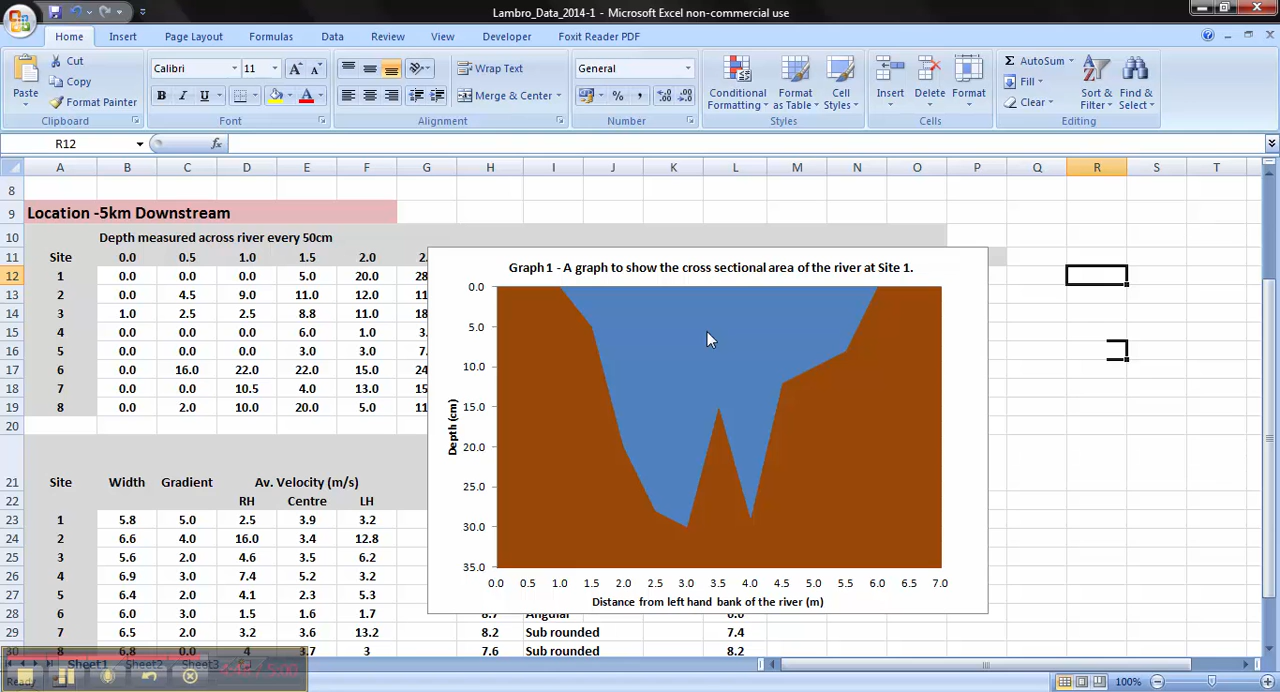 Lambro_Data_2014-1 - Microsoft Excel non-commercial use
Home Insert Page Layout Formulas Data Review View Developer Foxit Reader PDF
Paste
Cut
Copy
Format Painter
Clipboard
Calibri 11
B I U
Font
Wrap Text
Merge & Center
Alignment
General
%
Number
Conditional Formatting
Format as Table
Cell Styles
Styles
Insert
Delete
Format
Cells
Σ AutoSum
Fill
Clear
Sort & Filter
Find & Select
Editing
R12 fx
A B C D E F G H I J K L M N O P Q R S T
8
9 Location -5km Downstream
10 Depth measured across river every 50cm
11 Site 0.0 0.5 1.0 1.5 2.0 2.
12 1 0.0 0.0 0.0 5.0 20.0 28
13 2 0.0 4.5 9.0 11.0 12.0 11
14 3 1.0 2.5 2.5 8.8 11.0 18
15 4 0.0 0.0 0.0 6.0 1.0 3.
16 5 0.0 0.0 0.0 3.0 3.0 7.
17 6 0.0 16.0 22.0 22.0 15.0 24
18 7 0.0 0.0 10.5 4.0 13.0 15
19 8 0.0 2.0 10.0 20.0 5.0 11
20
21 Site Width Gradient Av. Velocity (m/s)
22 RH Centre LH
23 1 5.8 5.0 2.5 3.9 3.2
24 2 6.6 4.0 16.0 3.4 12.8
25 3 5.6 2.0 4.6 3.5 6.2
26 4 6.9 3.0 7.4 5.2 3.2
27 5 6.4 2.0 4.1 2.3 5.3
28 6 6.0 3.0 1.5 1.6 1.7 8.7 Angular 6.0
29 7 6.5 2.0 3.2 3.6 13.2 8.2 Sub rounded 7.4
30 8 6.8 0.0 4 3.7 3 7.6 Sub rounded 8.2
Graph 1 - A graph to show the cross sectional area of the river at Site 1.
Depth (cm)
0.0
5.0
10.0
15.0
20.0
25.0
30.0
35.0
0.0 0.5 1.0 1.5 2.0 2.5 3.0 3.5 4.0 4.5 5.0 5.5 6.0 6.5 7.0
Distance from left hand bank of the river (m)
Sheet1 Sheet2 Sheet3
Ready
100%